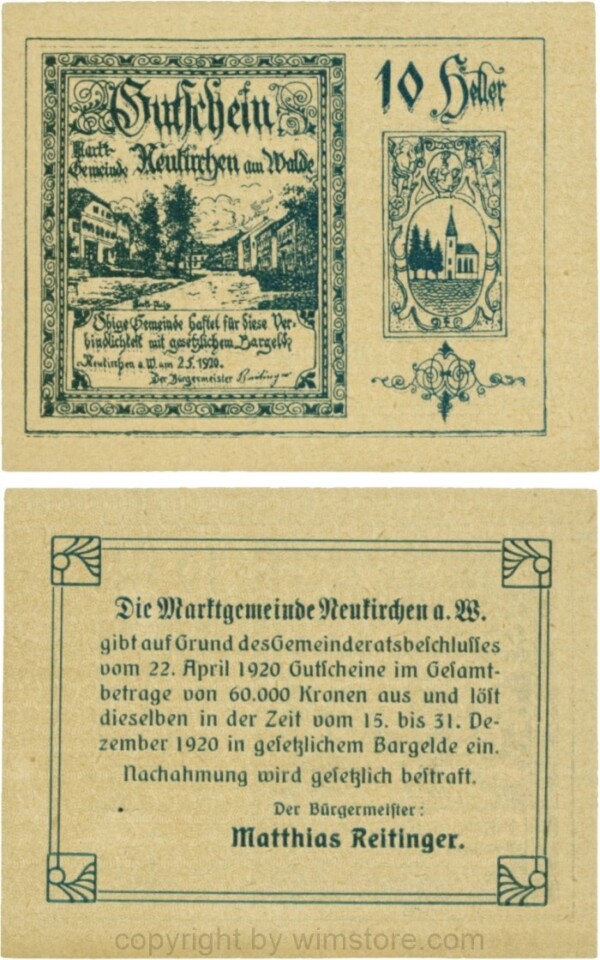 Gutschein
Markt-
Gemeinde Neukirchen am Walde
10 Heller
Obige Gemeinde haftet für diese Ver-
bindlichkeit mit gesetzlichem Bargeld.
Neukirchen a. W. am 2.5.1920.
Der Bürgermeister
Die Marktgemeinde Neukirchen a. W.
gibt auf Grund des Gemeinderatsbeschlusses
vom 22. April 1920 Gutscheine im Gesamt-
betrage von 60.000 Kronen aus und löst
dieselben in der Zeit vom 15. bis 31. De-
zember 1920 in gesetzlichem Bargelde ein.
Nachahmung wird gesetzlich bestraft.
Der Bürgermeister:
Matthias Reitinger.
copyright by wimstore.com